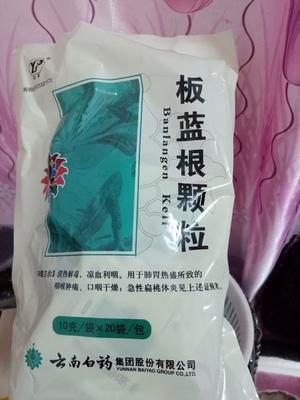 板蓝根颗粒
Banlangen Keli
清热解毒、凉血利咽。用于肺胃热盛所致的
咽喉肿痛、口咽干燥；急性扁桃体炎见上述证候者。
10克/袋×20袋/包
云南白药集团股份有限公司
YUNNAN BAIYAO GROUP CO.,LTD.